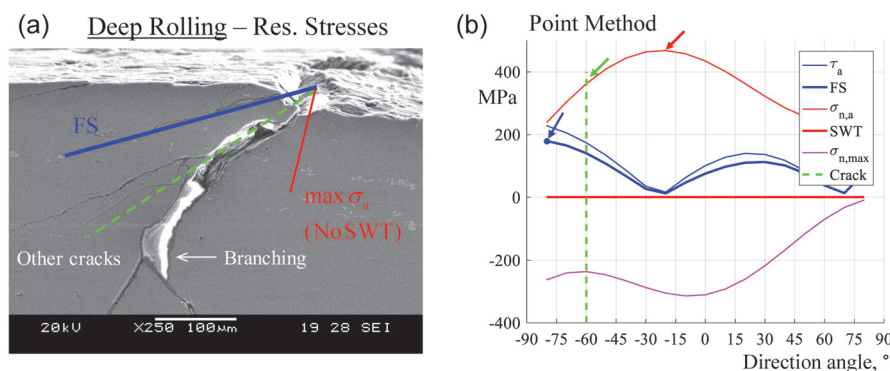 (a) Deep Rolling – Res. Stresses
FS
max σa
(No SWT)
Other cracks
Branching
20kV X250 100µm 19 28 SEI
(b) Point Method
MPa
400
200
0
-200
-400
-90 -75 -60 -45 -30 -15 0 15 30 45 60 75 90
Direction angle, °
τa
FS
σn,a
SWT
σn,max
Crack